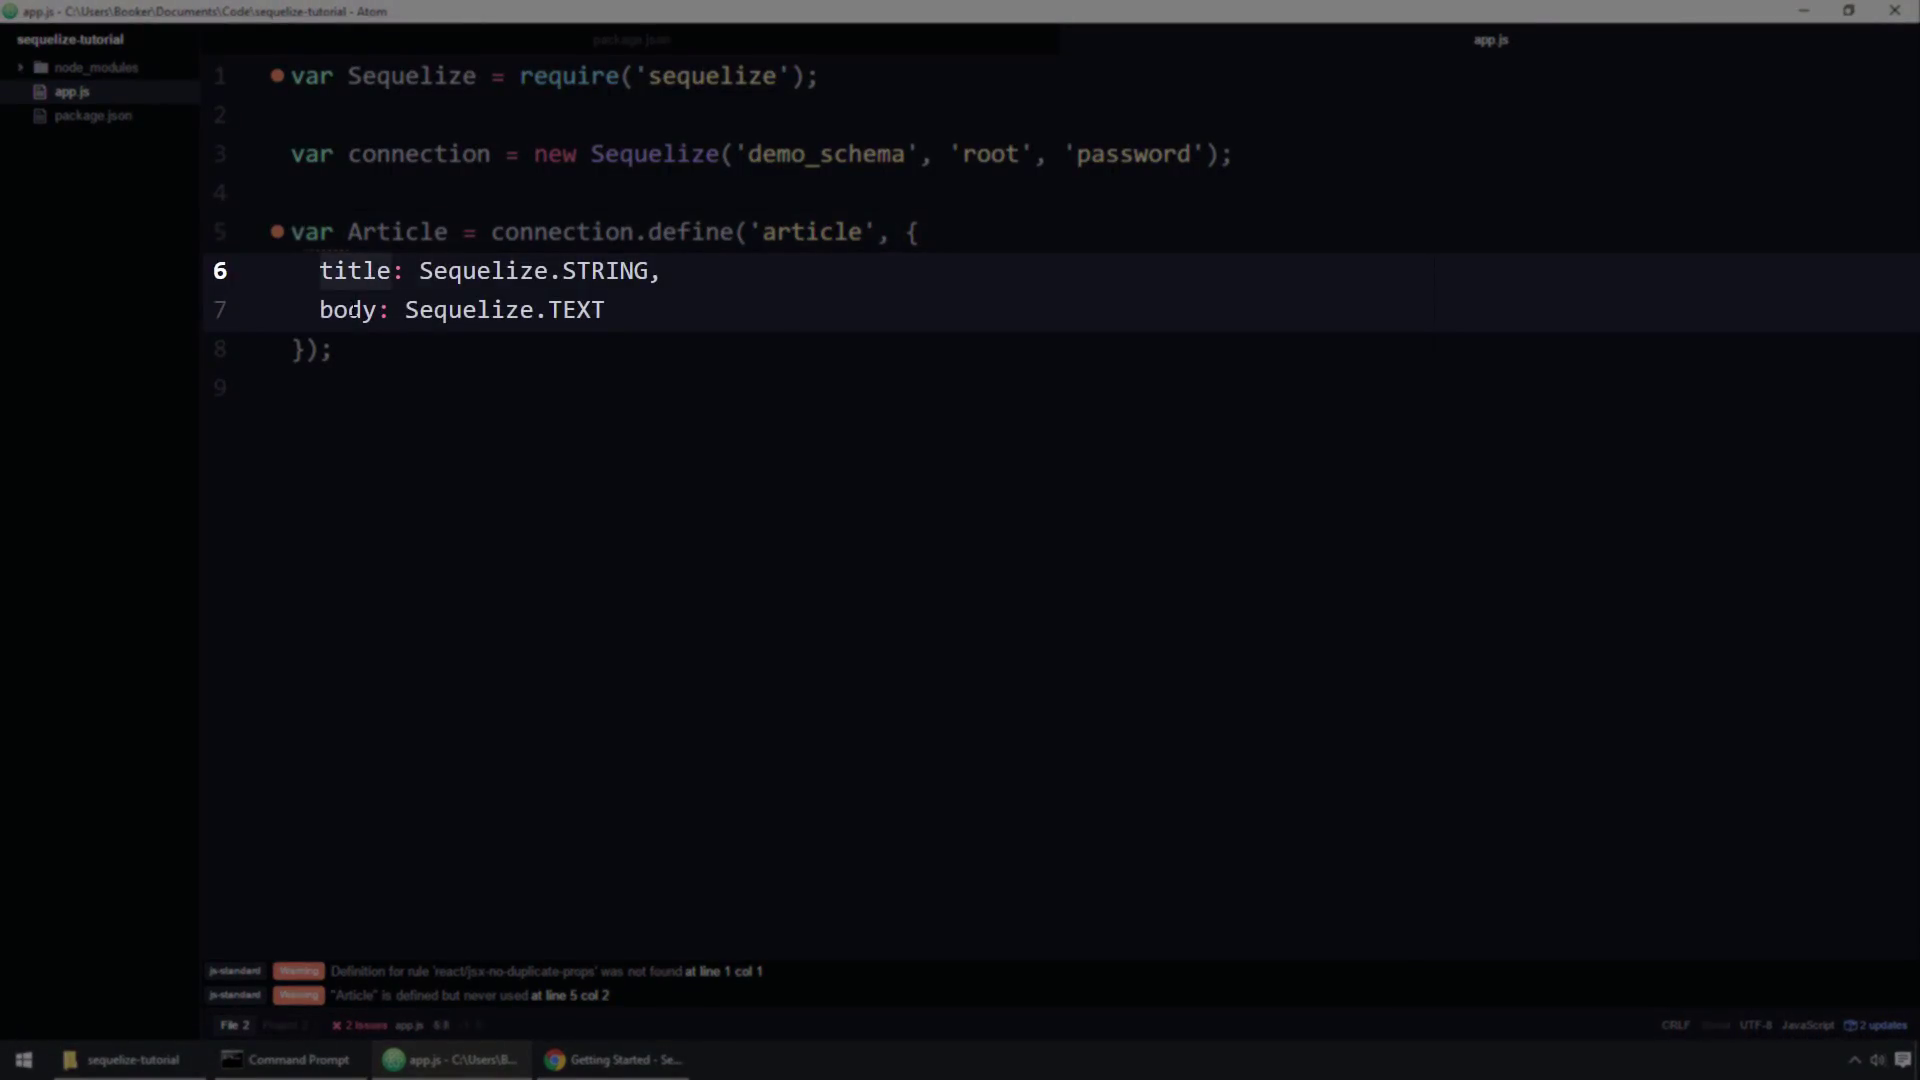 app.js - C:\Users\Booker\Documents\Code\sequelize-tutorial - Atom
sequelize-tutorial
package.json
app.js
node_modules
app.js
package.json
1 var Sequelize = require('sequelize');
2
3 var connection = new Sequelize('demo_schema', 'root', 'password');
4
5 var Article = connection.define('article', {
6 title: Sequelize.STRING,
7 body: Sequelize.TEXT
8 });
9
js-standard Warning Definition for rule 'react/jsx-no-duplicate-props' was not found at line 1 col 1
js-standard Warning "Article" is defined but never used at line 5 col 2
File 2 2 Issues app.js CRLF UTF-8 JavaScript 2 updates
sequelize-tutorial Command Prompt app.js - C:\Users\B... Getting Started - Se...